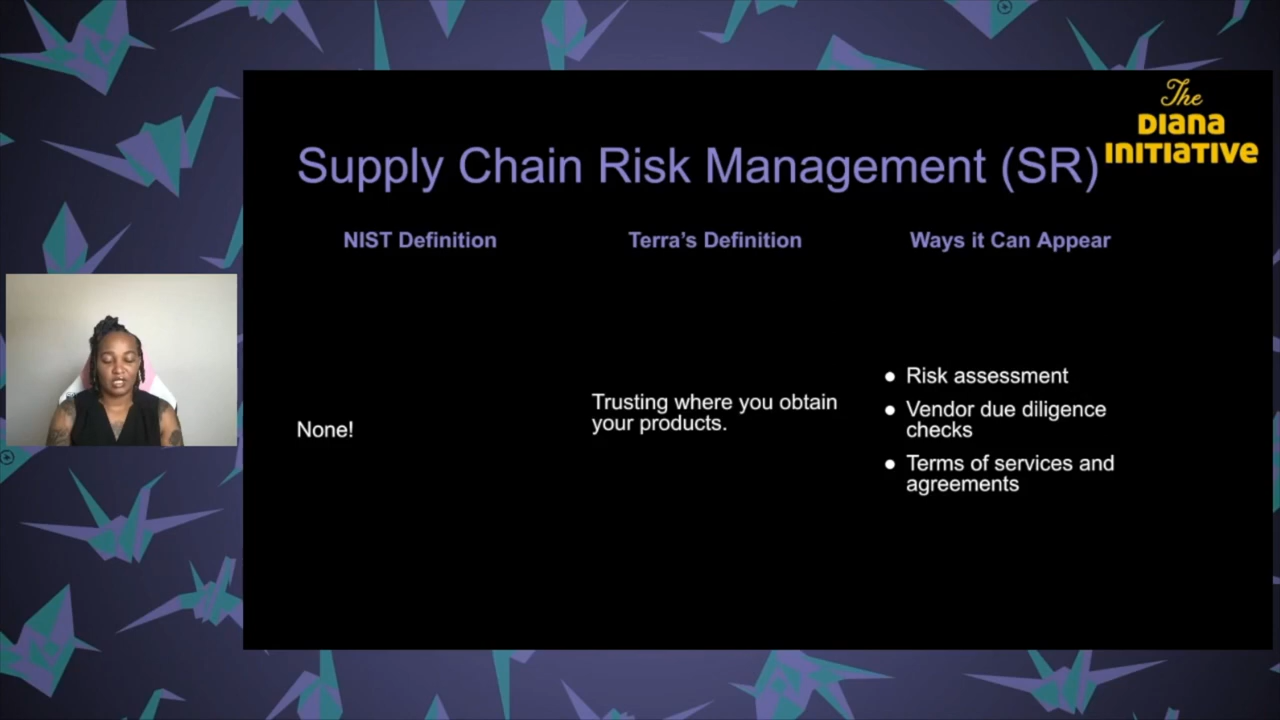 The
DIANA
INITIATIVE
Supply Chain Risk Management (SR)
NIST Definition
Terra's Definition
Ways it Can Appear
None!
Trusting where you obtain
your products.
● Risk assessment
● Vendor due diligence
checks
● Terms of services and
agreements